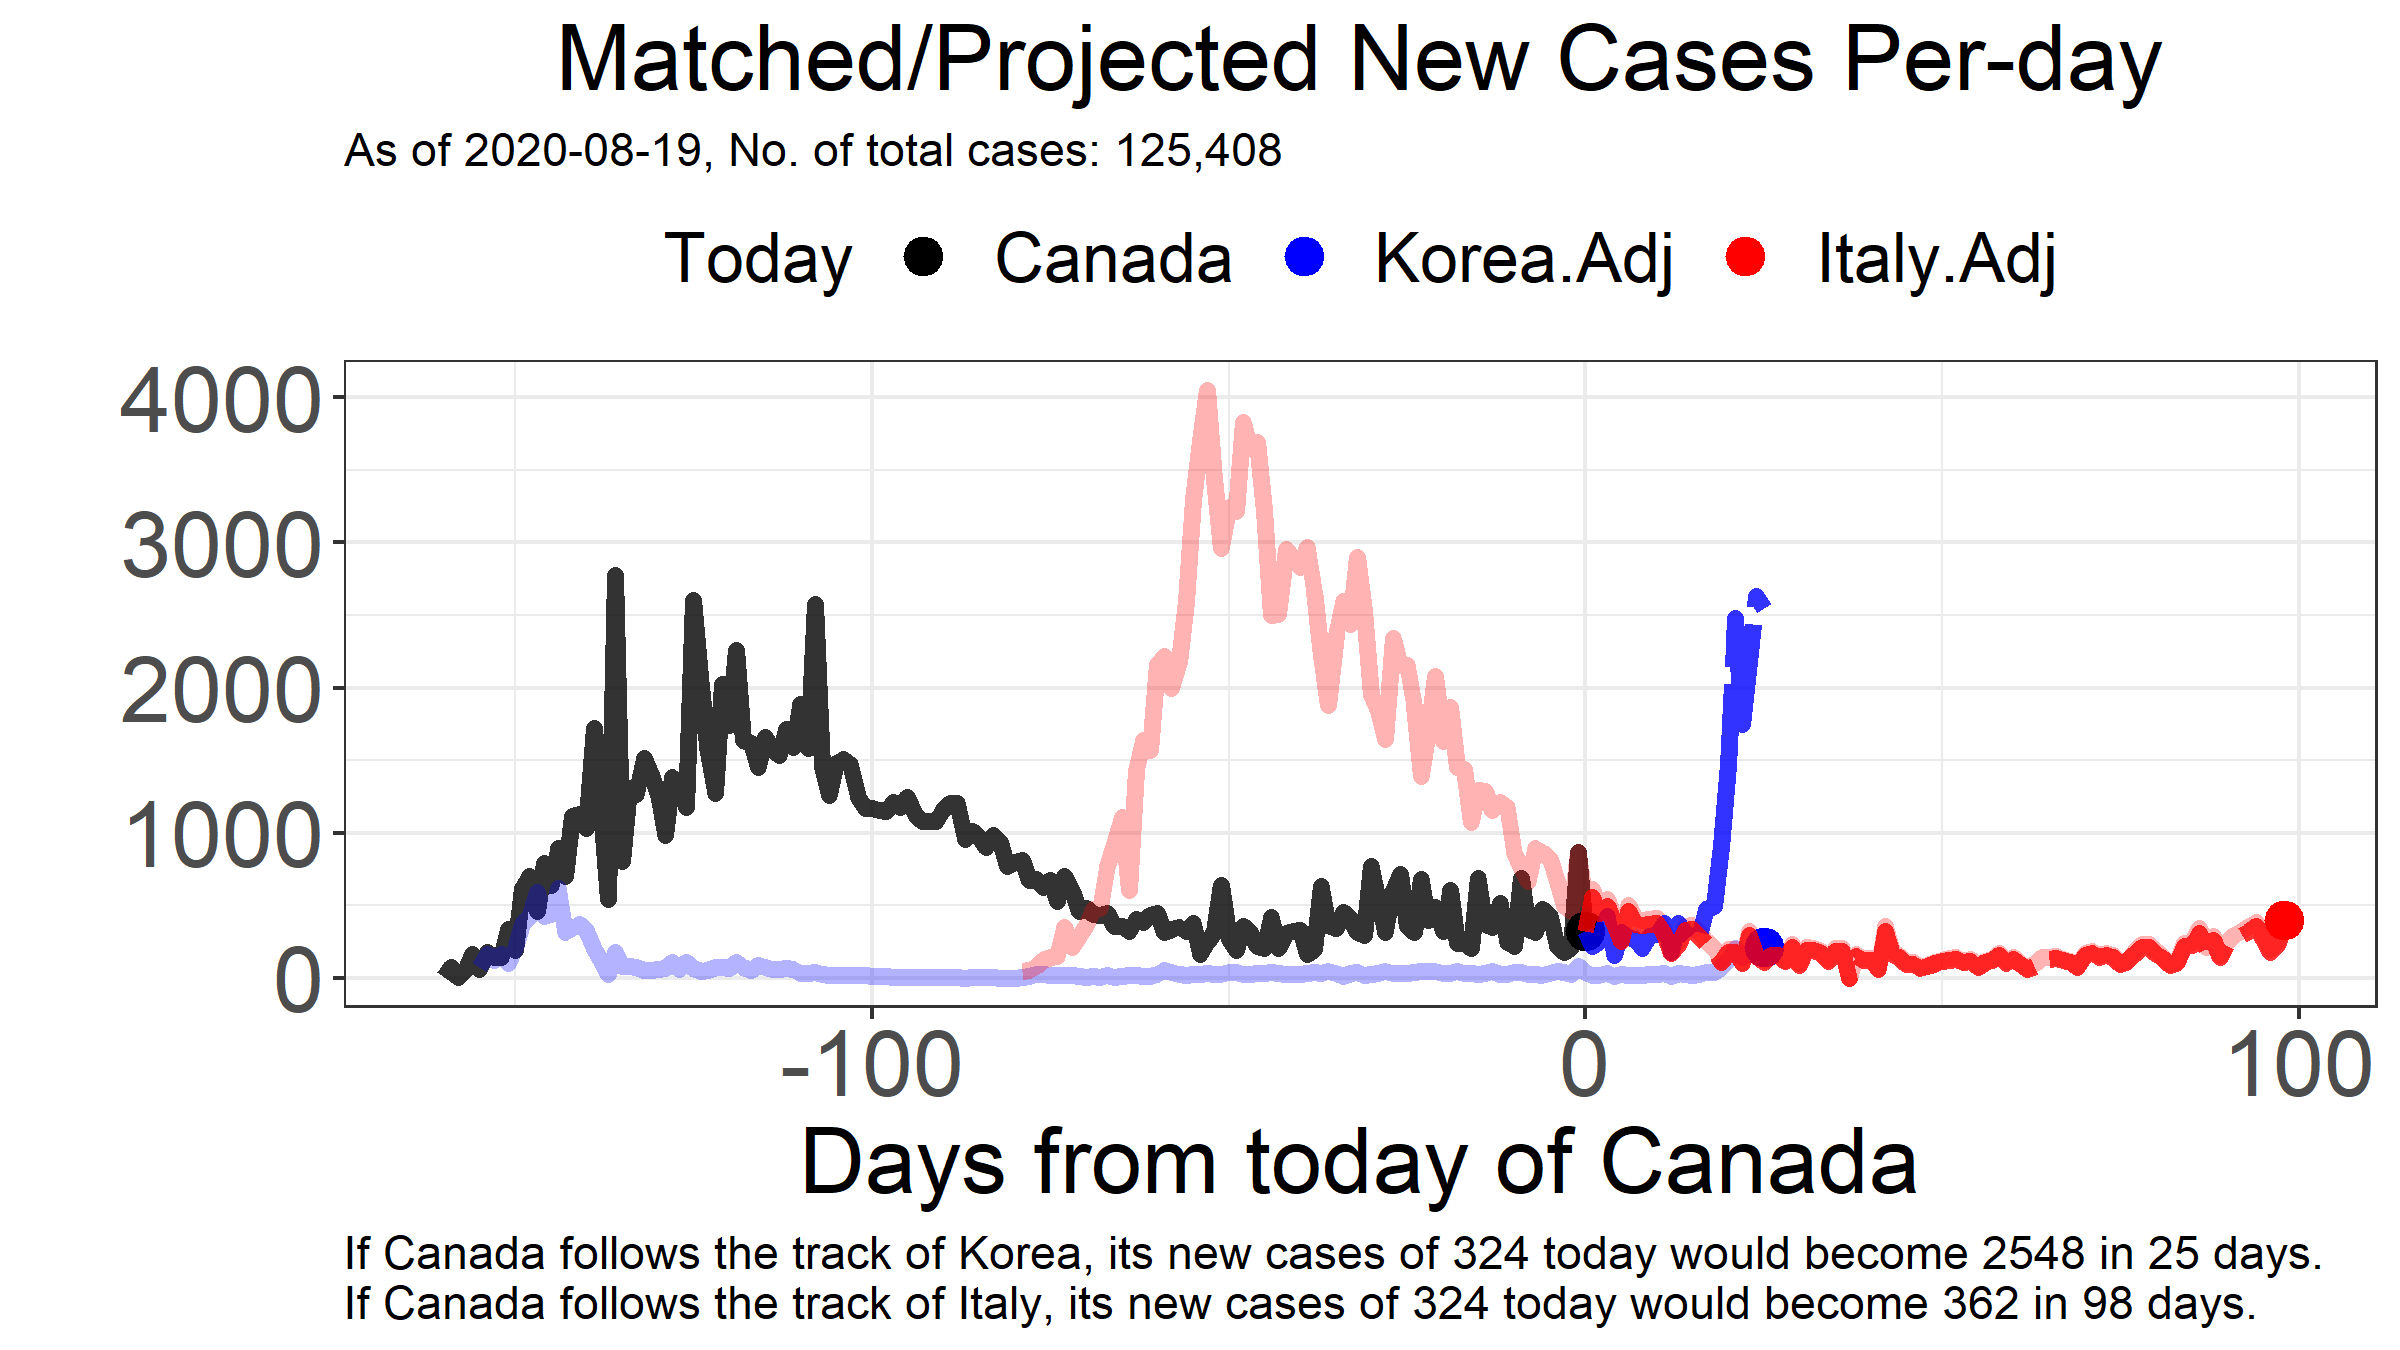 Matched/Projected New Cases Per-day
As of 2020-08-19, No. of total cases: 125,408
Today Canada Korea.Adj Italy.Adj
4000
3000
2000
1000
0
-100 0 100
Days from today of Canada
If Canada follows the track of Korea, its new cases of 324 today would become 2548 in 25 days.
If Canada follows the track of Italy, its new cases of 324 today would become 362 in 98 days.